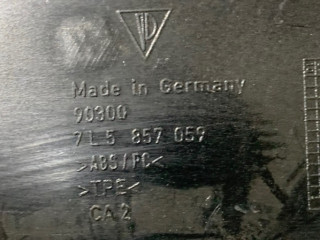 Made in Germany
90300
7L5 857 059
>ABS/PC<
>TPE<
CA 2